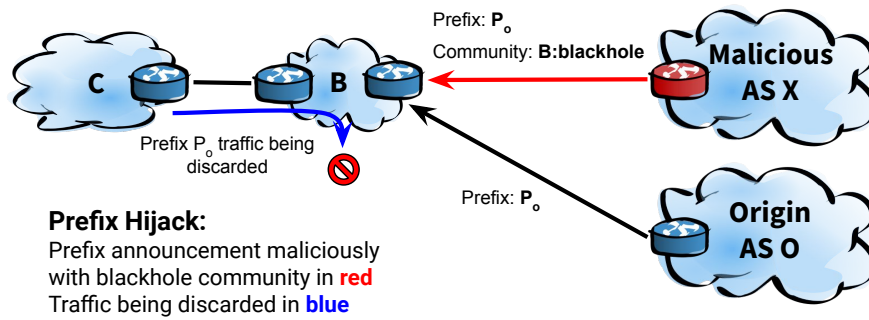 Prefix: Po
Community: B:blackhole
Malicious
AS X
C
B
Prefix Po traffic being
discarded
Prefix: Po
Origin
AS O
Prefix Hijack:
Prefix announcement maliciously
with blackhole community in red
Traffic being discarded in blue